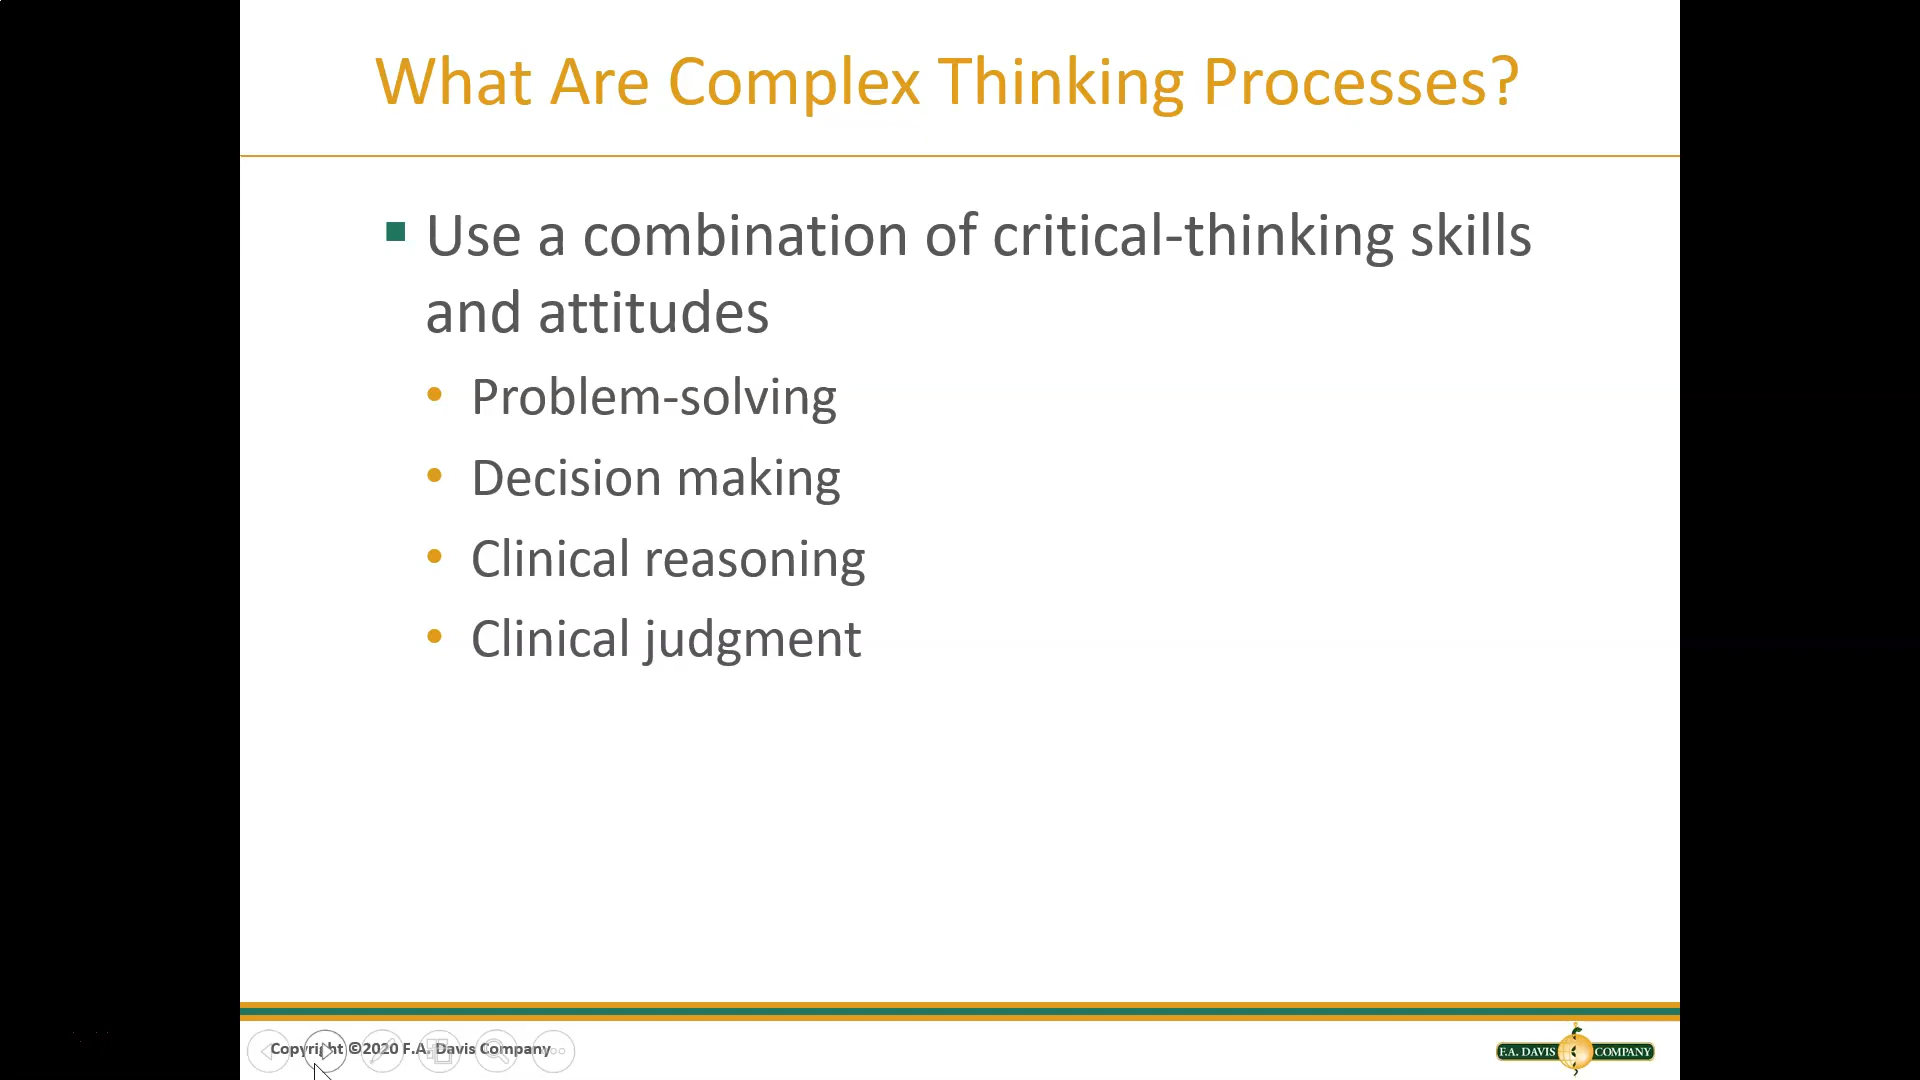 What Are Complex Thinking Processes?
Use a combination of critical-thinking skills
and attitudes
Problem-solving
Decision making
Clinical reasoning
Clinical judgment
Copyright ©2020 F.A. Davis Company
F.A. DAVIS COMPANY